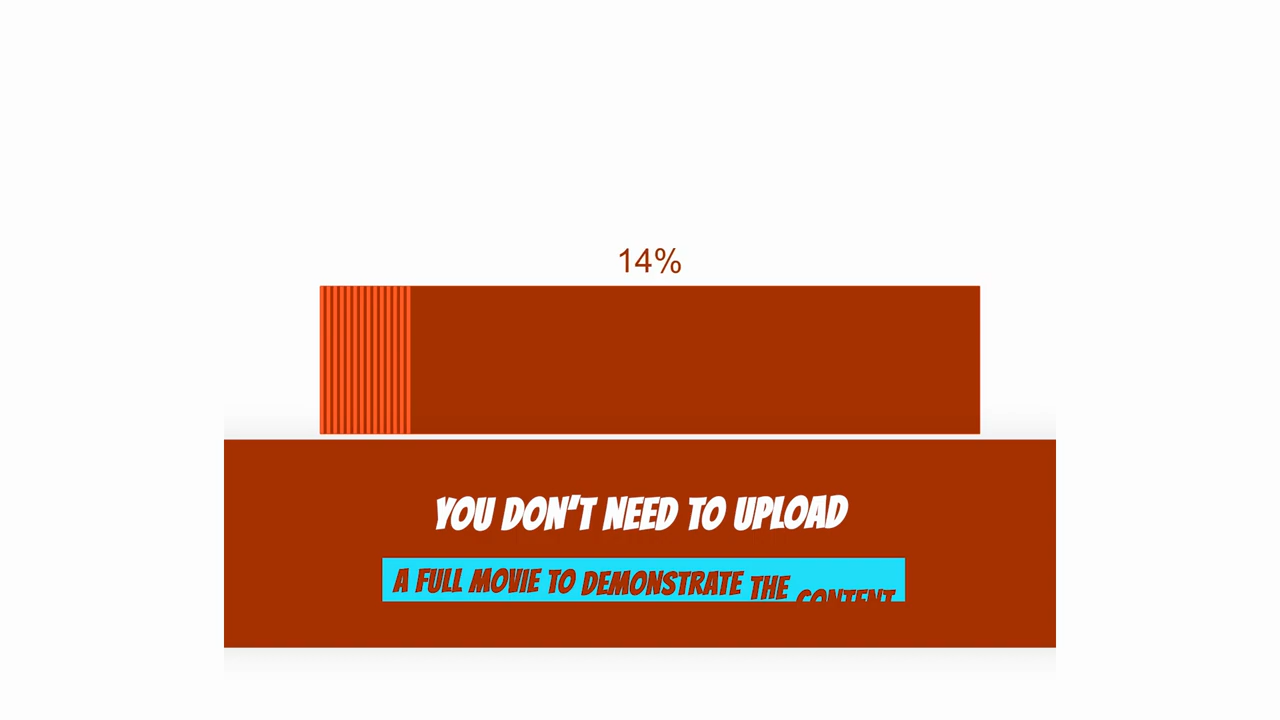 14%
YOU DON'T NEED TO UPLOAD
A FULL MOVIE TO DEMONSTRATE THE CONTENT